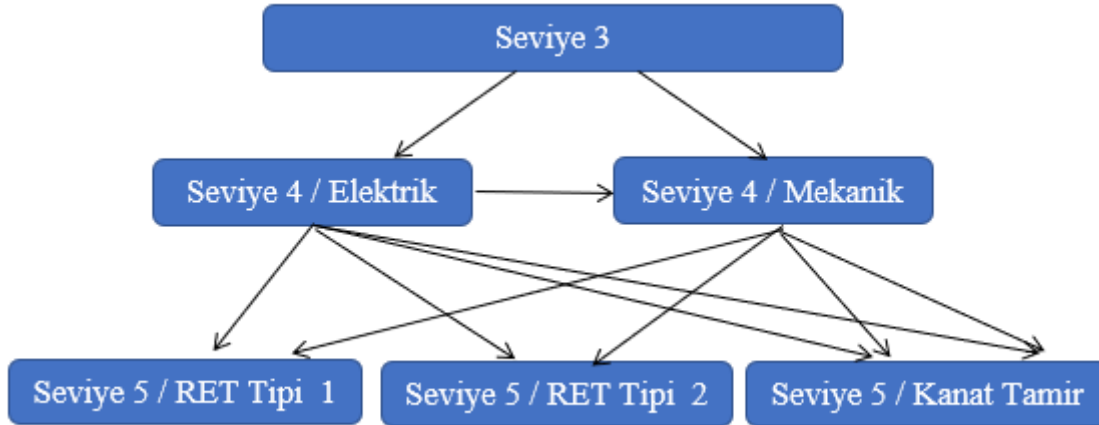 Seviye 3
Seviye 4 / Elektrik
Seviye 4 / Mekanik
Seviye 5 / RET Tipi 1
Seviye 5 / RET Tipi 2
Seviye 5 / Kanat Tamir